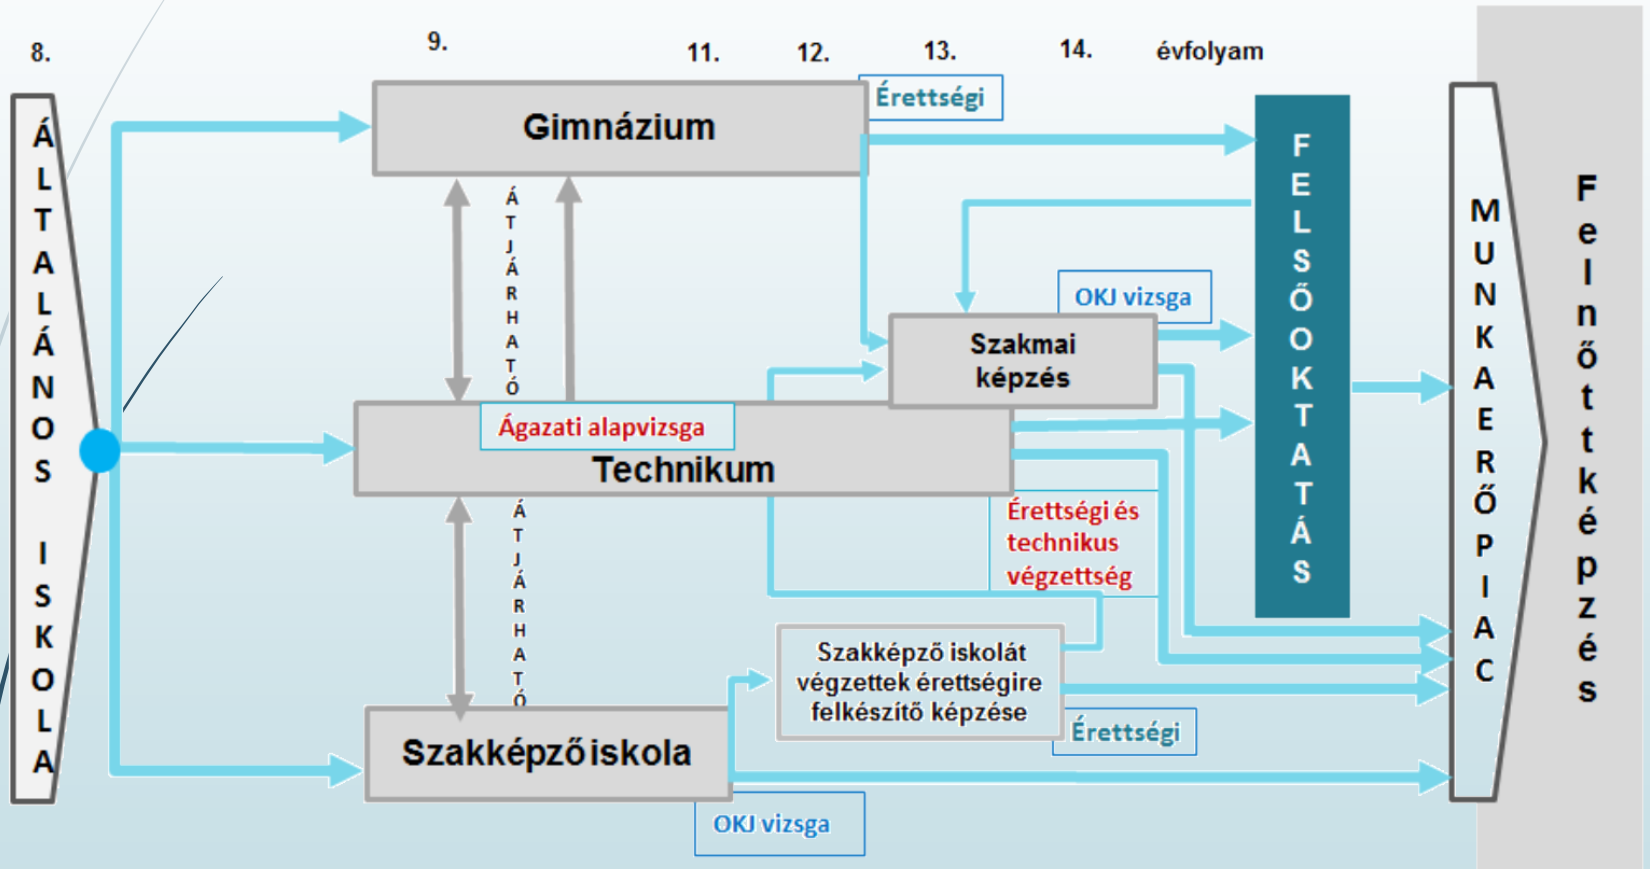 8.
9.
11.
12.
13.
14.
évfolyam
ÁLTALÁNOS ISKOLA
Gimnázium
Érettségi
ÁTJÁRHATÓ
OKJ vizsga
Szakmai
képzés
Ágazati alapvizsga
Technikum
Érettségi és
technikus
végzettség
ÁTJÁRHATÓ
Szakképző iskolát
végzettek érettségire
felkészítő képzése
Érettségi
Szakképző iskola
OKJ vizsga
FELSŐOKTATÁS
MUNKAERŐPIAC
Felnőttképzés